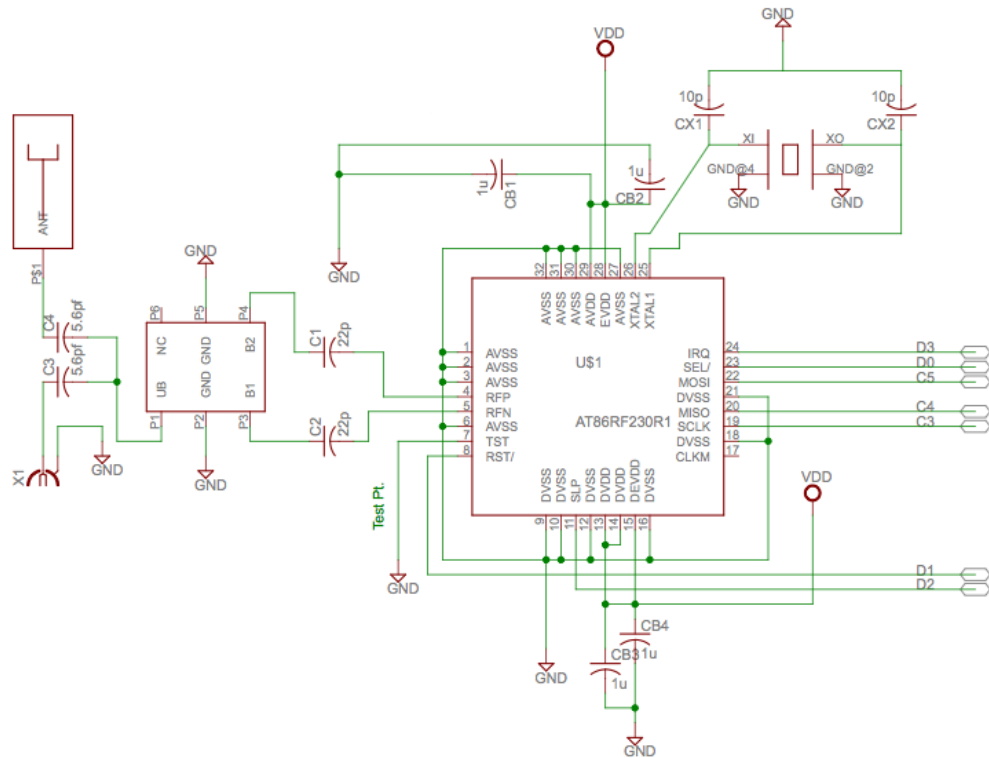 GND
VDD
10p
CX1
10p
CX2
XI
XO
GND@4
GND@2
GND
GND
1u
CB1
1u
CB2
GND
ANT
P$1
C4
5.6pf
C3
5.6pf
X1
GND
GND
P6
P5
P4
NC
GND
B2
UB
GND
B1
P1
P2
P3
GND
C1
22p
C2
22p
32
31
30
29
28
27
26
25
AVSS
AVSS
AVSS
AVDD
EVDD
AVSS
XTAL2
XTAL1
U$1
AT86RF230R1
1
AVSS
2
AVSS
3
AVSS
4
RFP
5
RFN
6
AVSS
7
TST
8
RST/
24
IRQ
23
SEL/
22
MOSI
21
DVSS
20
MISO
19
SCLK
18
DVSS
17
CLKM
DVSS
DVSS
SLP
DVSS
DVDD
DVDD
DEVDD
DVSS
9
10
11
12
13
14
15
16
D3
D0
C5
C4
C3
Test Pt.
GND
VDD
D1
D2
GND
CB4
1u
CB3
1u
GND